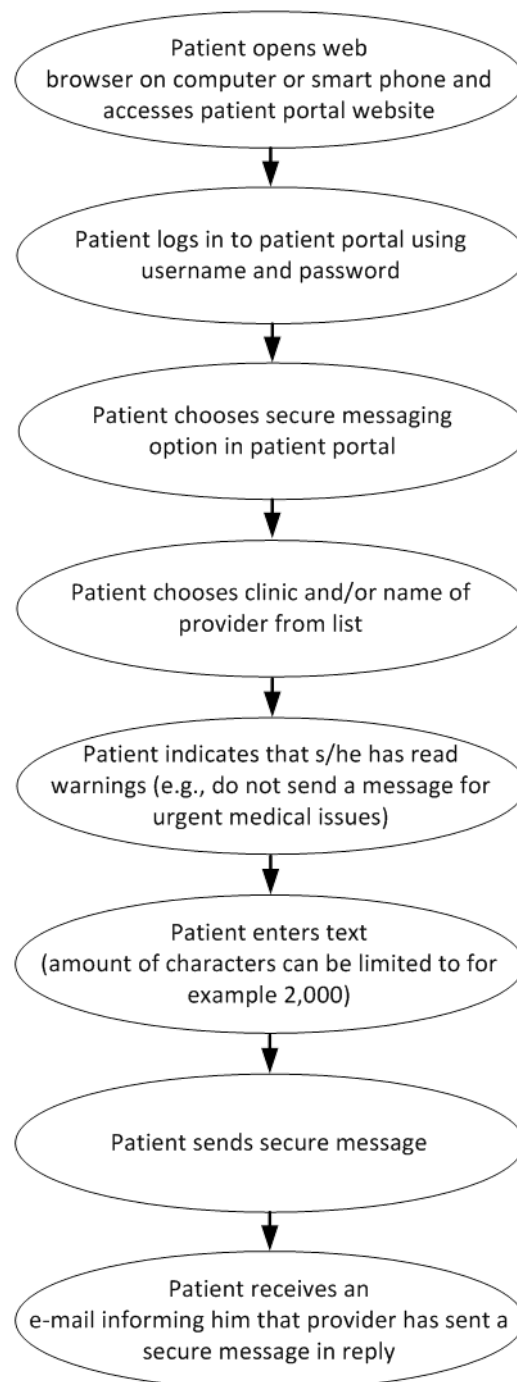 Patient opens web
browser on computer or smart phone and
accesses patient portal website
Patient logs in to patient portal using
username and password
Patient chooses secure messaging
option in patient portal
Patient chooses clinic and/or name of
provider from list
Patient indicates that s/he has read
warnings (e.g., do not send a message for
urgent medical issues)
Patient enters text
(amount of characters can be limited to for
example 2,000)
Patient sends secure message
Patient receives an
e-mail informing him that provider has sent a
secure message in reply